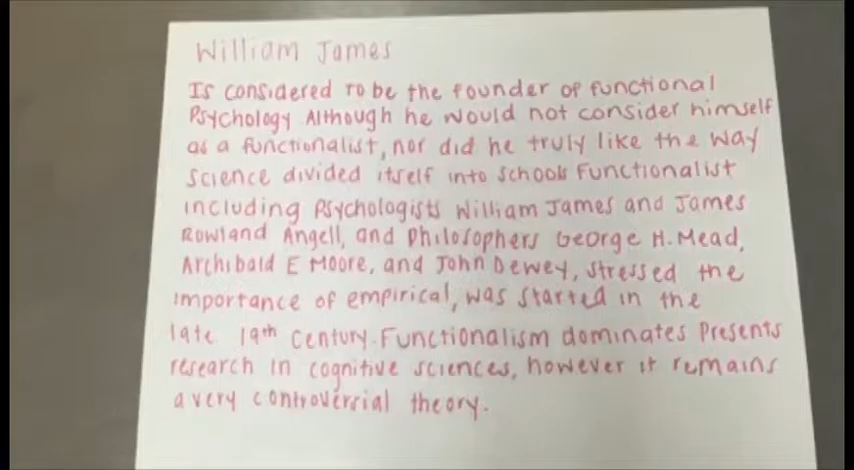 William James
Is considered to be the founder of functional
Psychology Although he would not consider himself
as a functionalist, nor did he truly like the way
science divided itself into schools Functionalist
including Psychologists William James and James
Rowland Angell, and Philosophers George H. Mead,
Archibald E Moore, and John Dewey, stressed the
importance of empirical, was started in the
late 19th Century. Functionalism dominates Presents
research in cognitive sciences, however it remains
a very controversial theory.